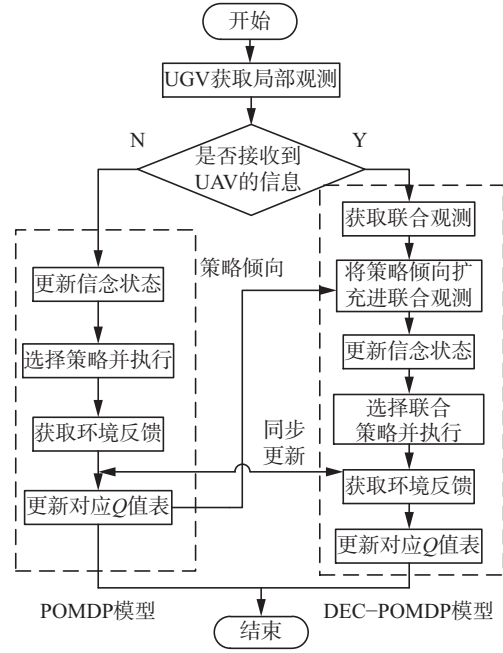 开始
UGV获取局部观测
N
Y
是否接收到
UAV的信息
更新信念状态
选择策略并执行
获取环境反馈
更新对应Q值表
POMDP模型
策略倾向
同步
更新
获取联合观测
将策略倾向扩
充进联合观测
更新信念状态
选择联合
策略并执行
获取环境反馈
更新对应Q值表
DEC-POMDP模型
结束